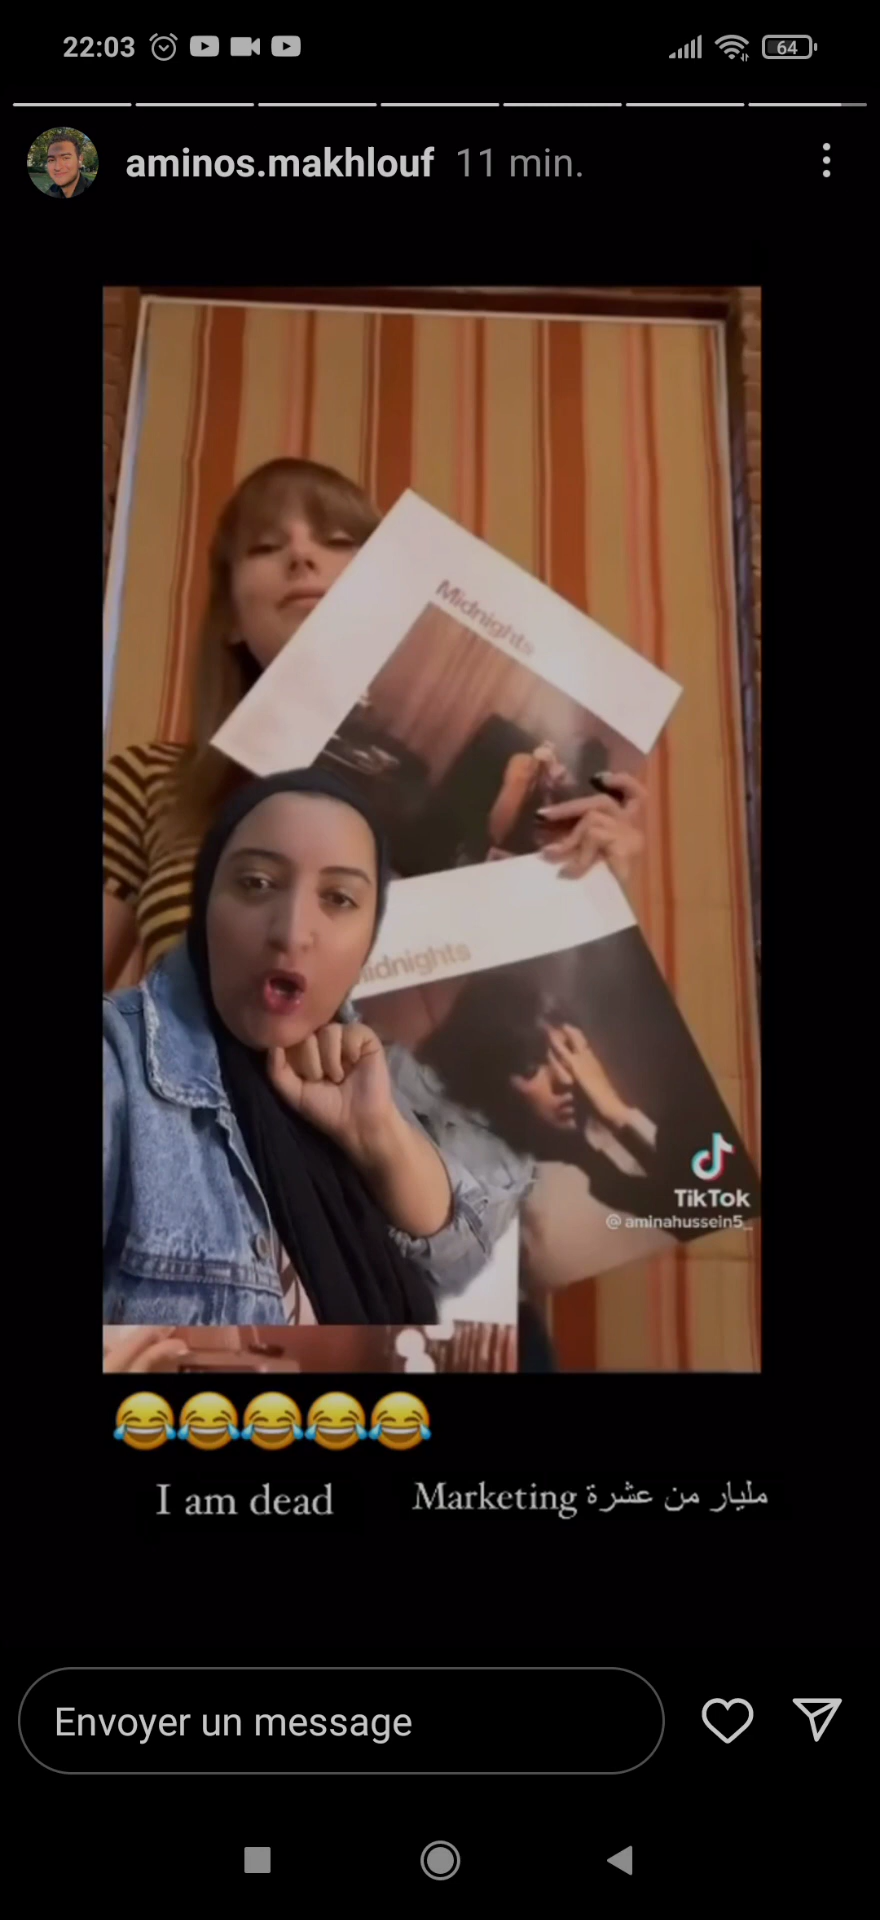 22:03
64
aminos.makhlouf 11 min.
Midnights
idnights
TikTok
@aminahussein5_
😂😂😂😂😂
I am dead
Marketing مليار من عشرة
Envoyer un message